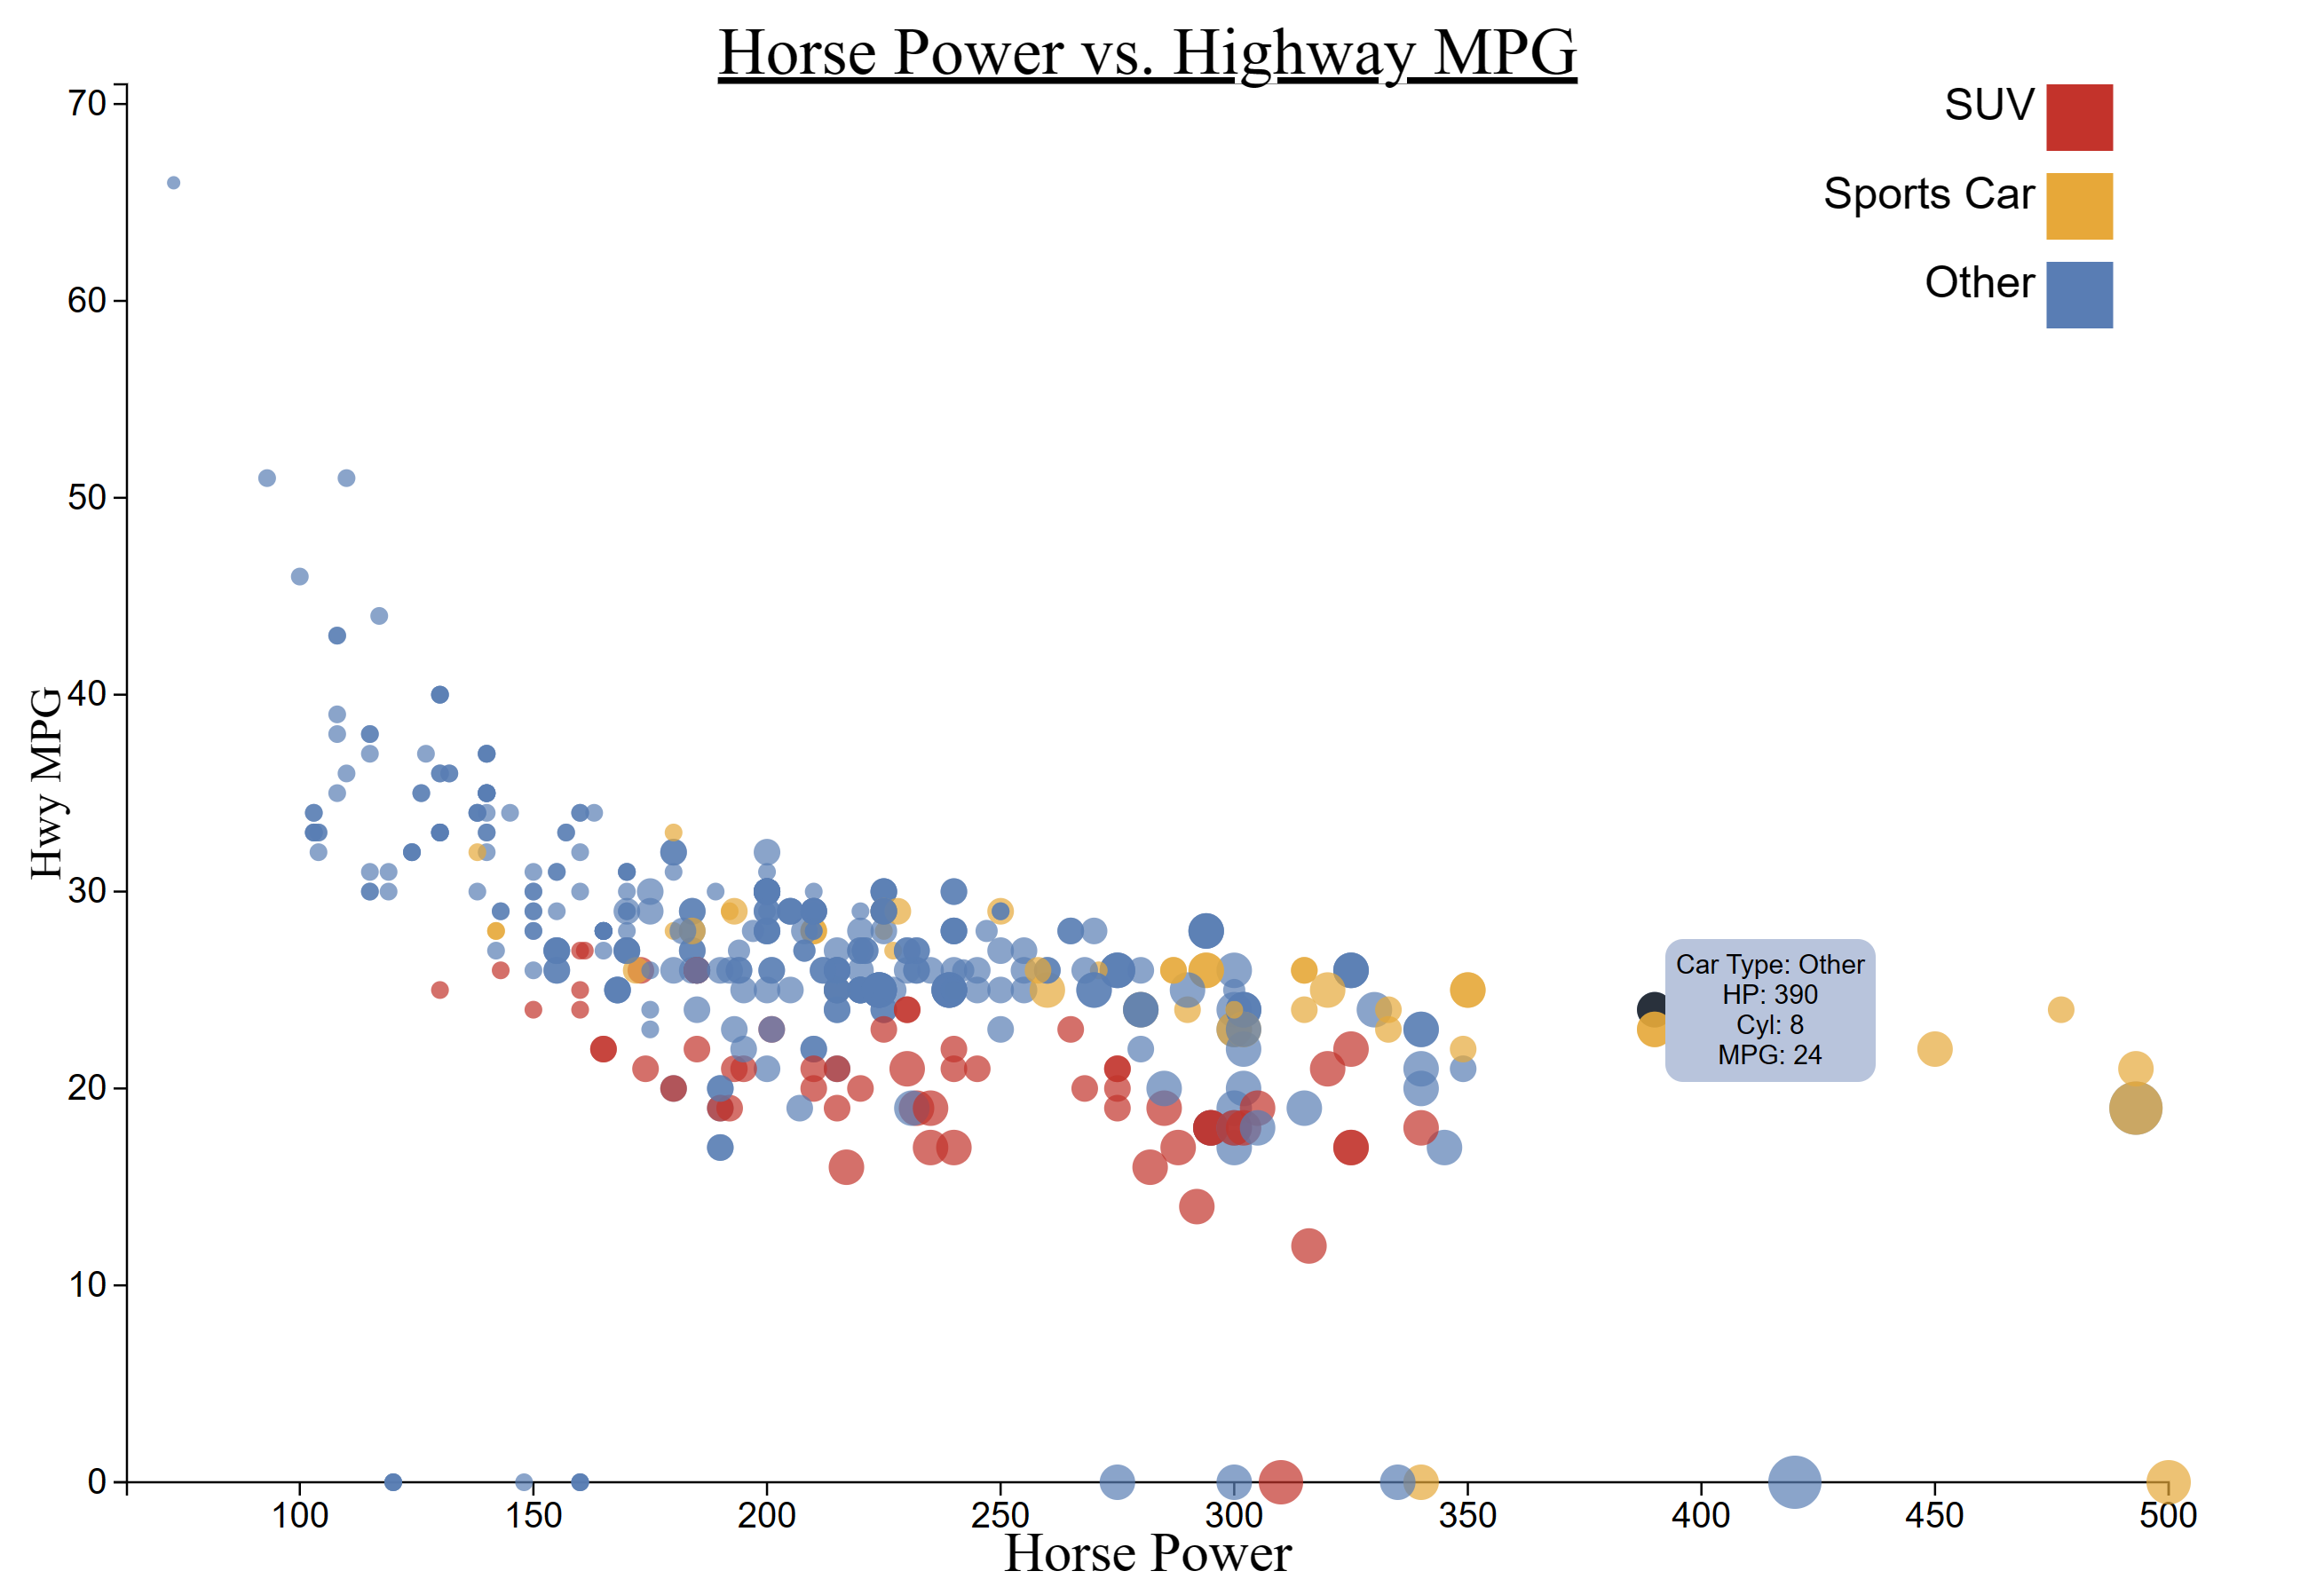 Horse Power vs. Highway MPG
SUV
Sports Car
Other
70
60
50
40
30
20
10
0
Hwy MPG
Car Type: Other
HP: 390
Cyl: 8
MPG: 24
100 150 200 250 300 350 400 450 500
Horse Power